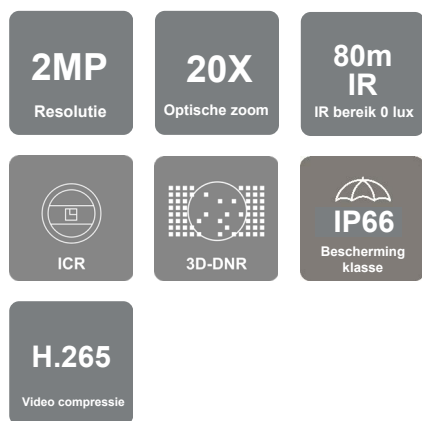 2MP
Resolutie
20X
Optische zoom
80m
IR
IR bereik 0 lux
ICR
3D-DNR
IP66
Bescherming
klasse
H.265
Video compressie